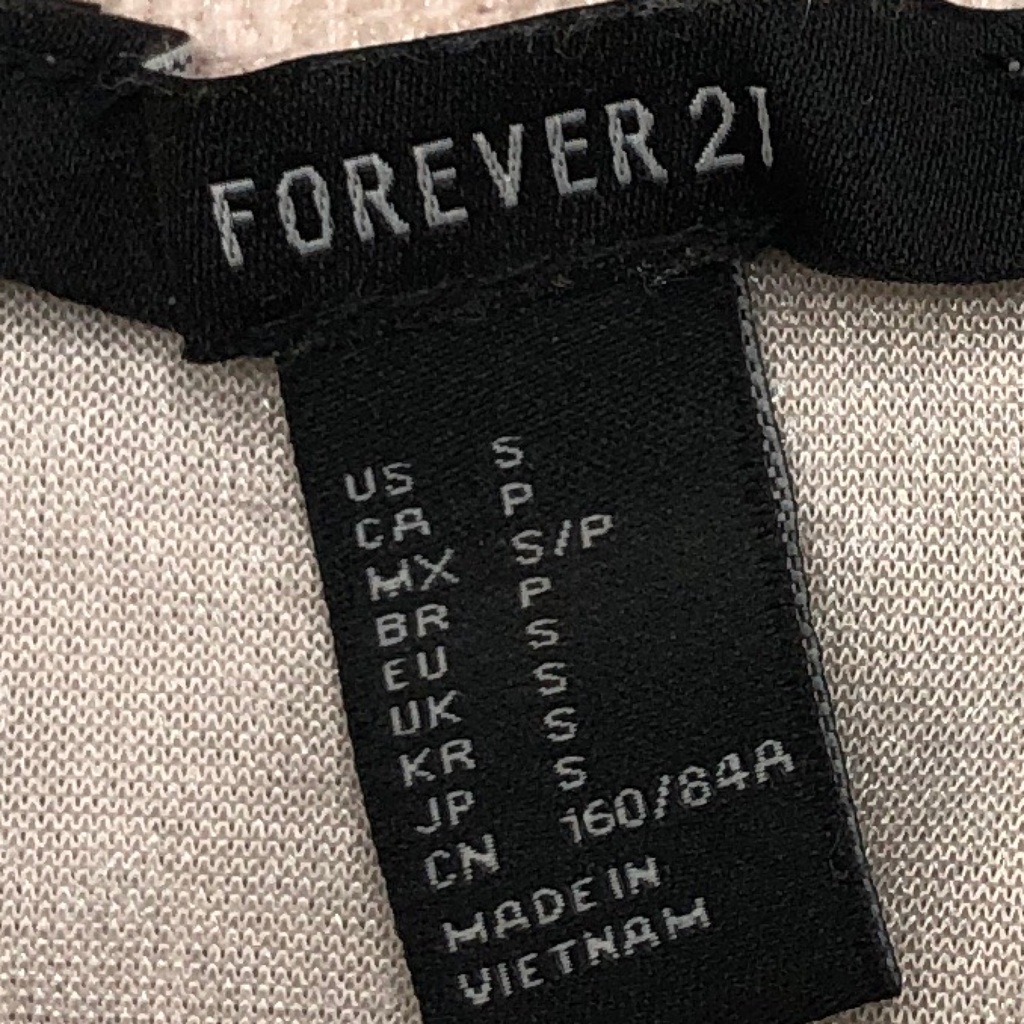 FOREVER 21
US S
CA P
MX S/P
BR P
EU S
UK S
KR S
JP S
CN 160/84A
MADE IN
VIETNAM